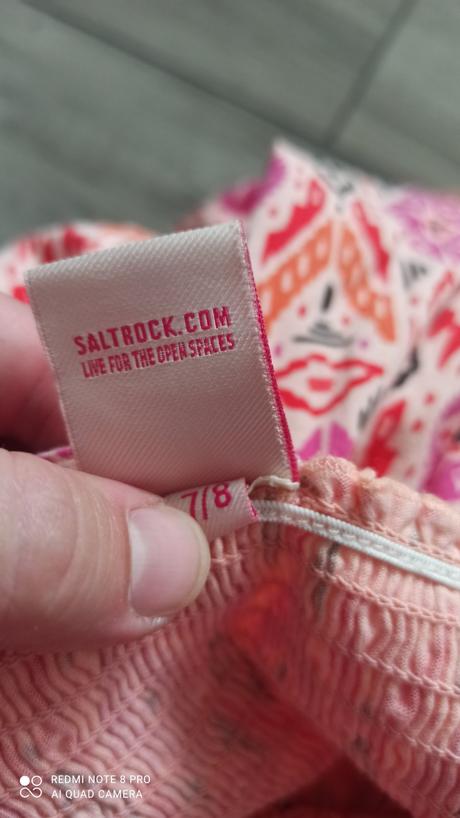 SALTROCK.COM
LIVE FOR THE OPEN SPACES
7/8
REDMI NOTE 8 PRO
AI QUAD CAMERA